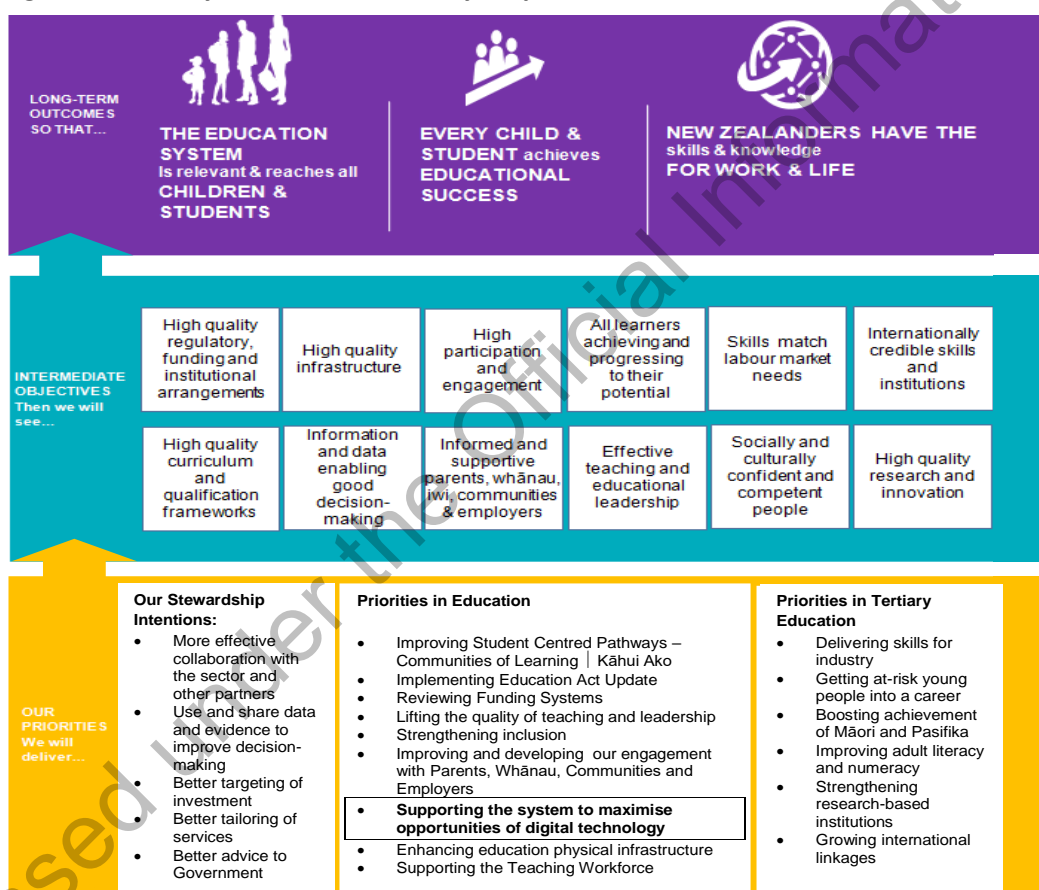 LONG-TERM
OUTCOMES
SO THAT...
THE EDUCATION
SYSTEM
Is relevant & reaches all
CHILDREN &
STUDENTS
EVERY CHILD &
STUDENT achieves
EDUCATIONAL
SUCCESS
NEW ZEALANDERS HAVE THE
skills & knowledge
FOR WORK & LIFE
INTERMEDIATE
OBJECTIVES
Then we will
see...
High quality
regulatory,
funding and
institutional
arrangements
High quality
infrastructure
High
participation
and
engagement
All learners
achieving and
progressing
to their
potential
Skills match
labour market
needs
Internationally
credible skills
and
institutions
High quality
curriculum
and
qualification
frameworks
Information
and data
enabling
good
decision-
making
Informed and
supportive
parents, whānau,
iwi, communities
& employers
Effective
teaching and
educational
leadership
Socially and
culturally
confident and
competent
people
High quality
research and
innovation
OUR
PRIORITIES
We will
deliver...
Our Stewardship
Intentions:
• More effective
collaboration with
the sector and
other partners
• Use and share data
and evidence to
improve decision-
making
• Better targeting of
investment
• Better tailoring of
services
• Better advice to
Government
Priorities in Education
• Improving Student Centred Pathways –
Communities of Learning | Kāhui Ako
• Implementing Education Act Update
• Reviewing Funding Systems
• Lifting the quality of teaching and leadership
• Strengthening inclusion
• Improving and developing our engagement
with Parents, Whānau, Communities and
Employers
• Supporting the system to maximise
opportunities of digital technology
• Enhancing education physical infrastructure
• Supporting the Teaching Workforce
Priorities in Tertiary
Education
• Delivering skills for
industry
• Getting at-risk young
people into a career
• Boosting achievement
of Māori and Pasifika
• Improving adult literacy
and numeracy
• Strengthening
research-based
institutions
• Growing international
linkages
under the Official